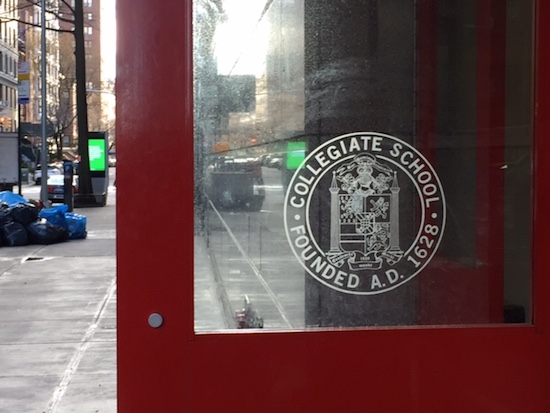 COLLEGIATE SCHOOL
FOUNDED A.D. 1628